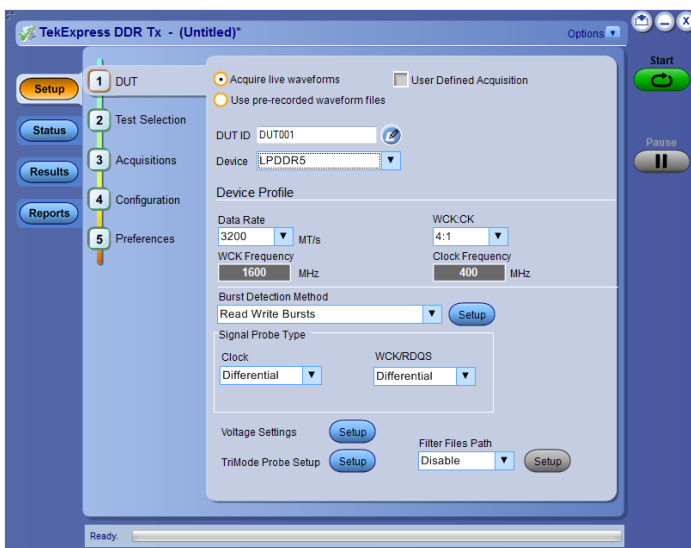 TekExpress DDR Tx - (Untitled)*
Options
Start
Pause
Setup
Status
Results
Reports
1 DUT
2 Test Selection
3 Acquisitions
4 Configuration
5 Preferences
Acquire live waveforms
User Defined Acquisition
Use pre-recorded waveform files
DUT ID DUT001
Device LPDDR5
Device Profile
Data Rate
WCK:CK
3200 MT/s
4:1
WCK Frequency
Clock Frequency
1600 MHz
400 MHz
Burst Detection Method
Read Write Bursts
Setup
Signal Probe Type
Clock
WCK/RDQS
Differential
Differential
Voltage Settings Setup
Filter Files Path
TriMode Probe Setup Setup
Disable Setup
Ready.